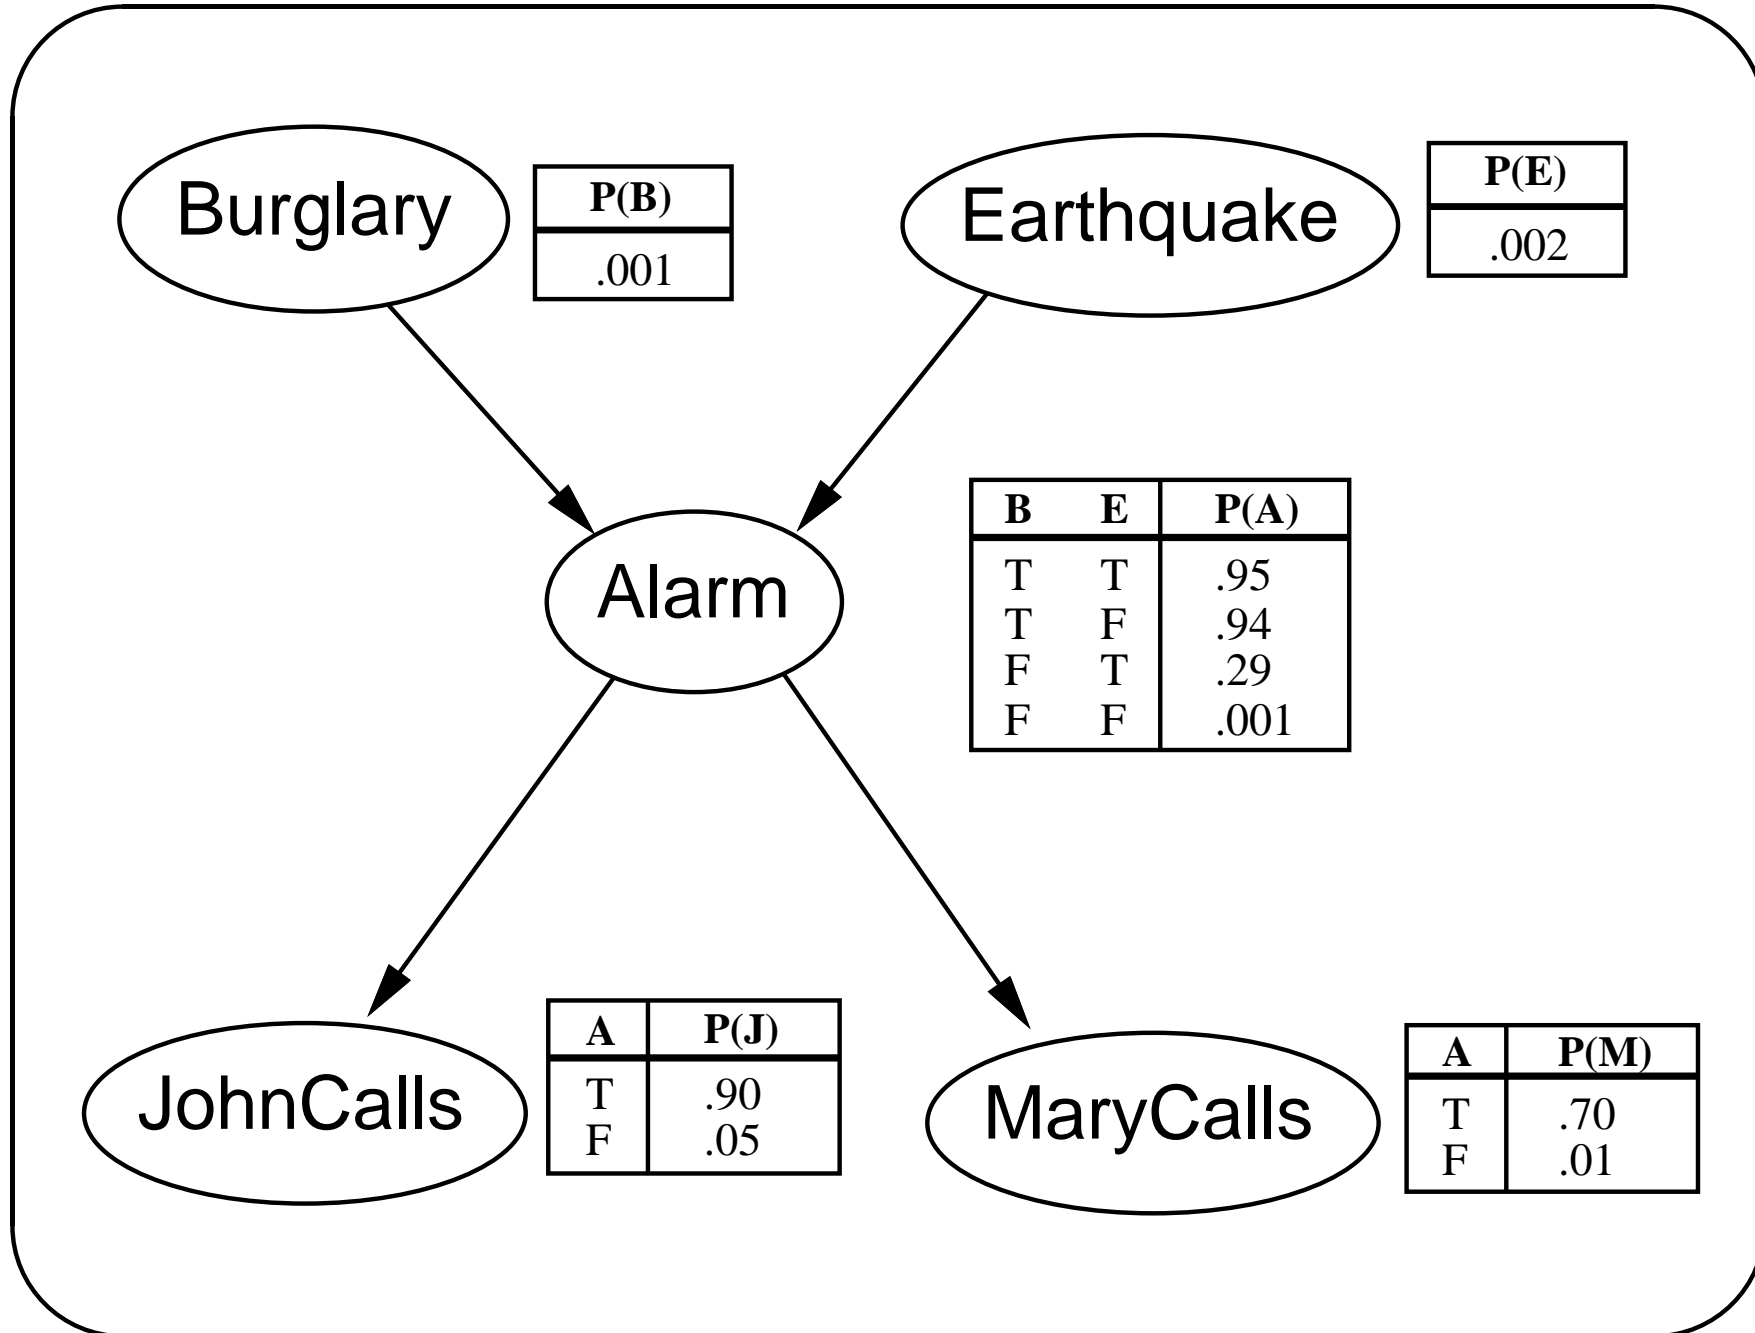 Burglary
P(B)
.001
Earthquake
P(E)
.002
Alarm
B E P(A)
T T .95
T F .94
F T .29
F F .001
JohnCalls
A P(J)
T .90
F .05
MaryCalls
A P(M)
T .70
F .01